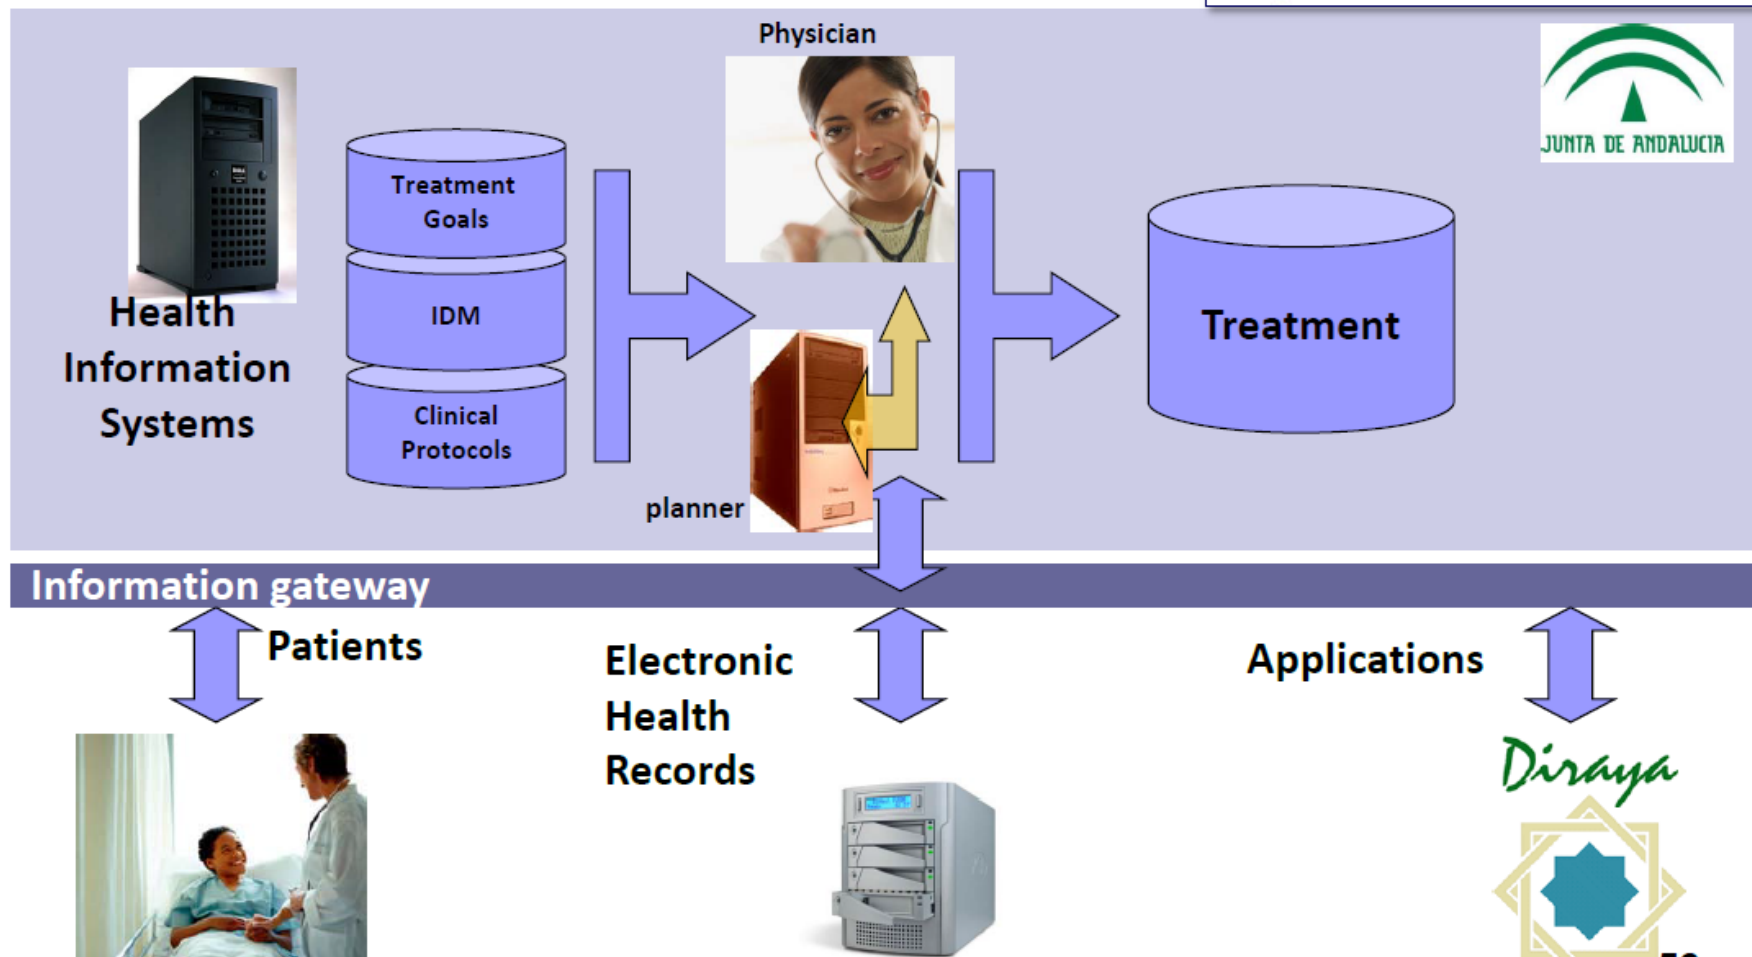 Physician
JUNTA DE ANDALUCIA
Treatment
Goals
IDM
Clinical
Protocols
Health
Information
Systems
Treatment
planner
Information gateway
Patients
Electronic
Health
Records
Applications
Diraya